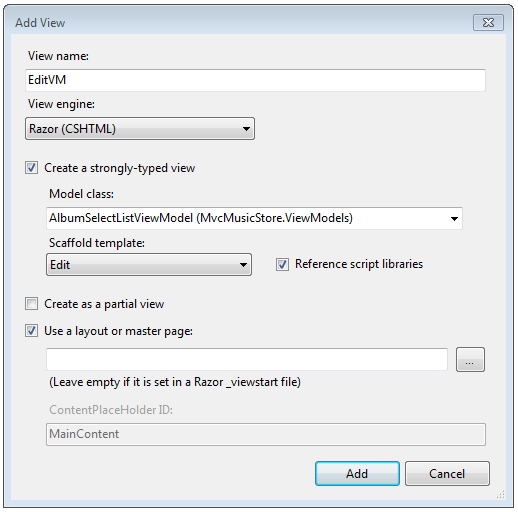 Add View
View name:
EditVM
View engine:
Razor (CSHTML)
Create a strongly-typed view
Model class:
AlbumSelectListViewModel (MvcMusicStore.ViewModels)
Scaffold template:
Edit
Reference script libraries
Create as a partial view
Use a layout or master page:
...
(Leave empty if it is set in a Razor _viewstart file)
ContentPlaceHolder ID:
MainContent
Add
Cancel